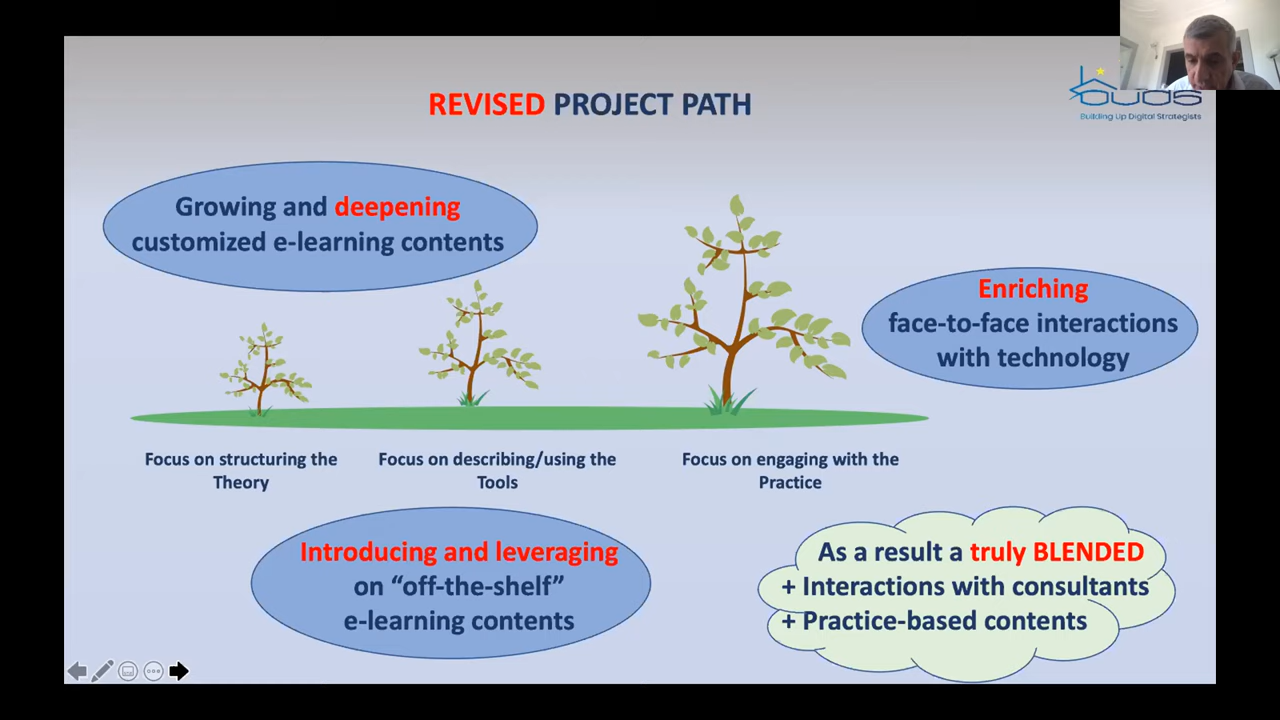 REVISED PROJECT PATH
Building Up Digital Strategists
Growing and deepening
customized e-learning contents
Enriching
face-to-face interactions
with technology
Focus on structuring the
Theory
Focus on describing/using the
Tools
Focus on engaging with the
Practice
Introducing and leveraging
on “off-the-shelf”
e-learning contents
As a result a truly BLENDED
+ Interactions with consultants
+ Practice-based contents